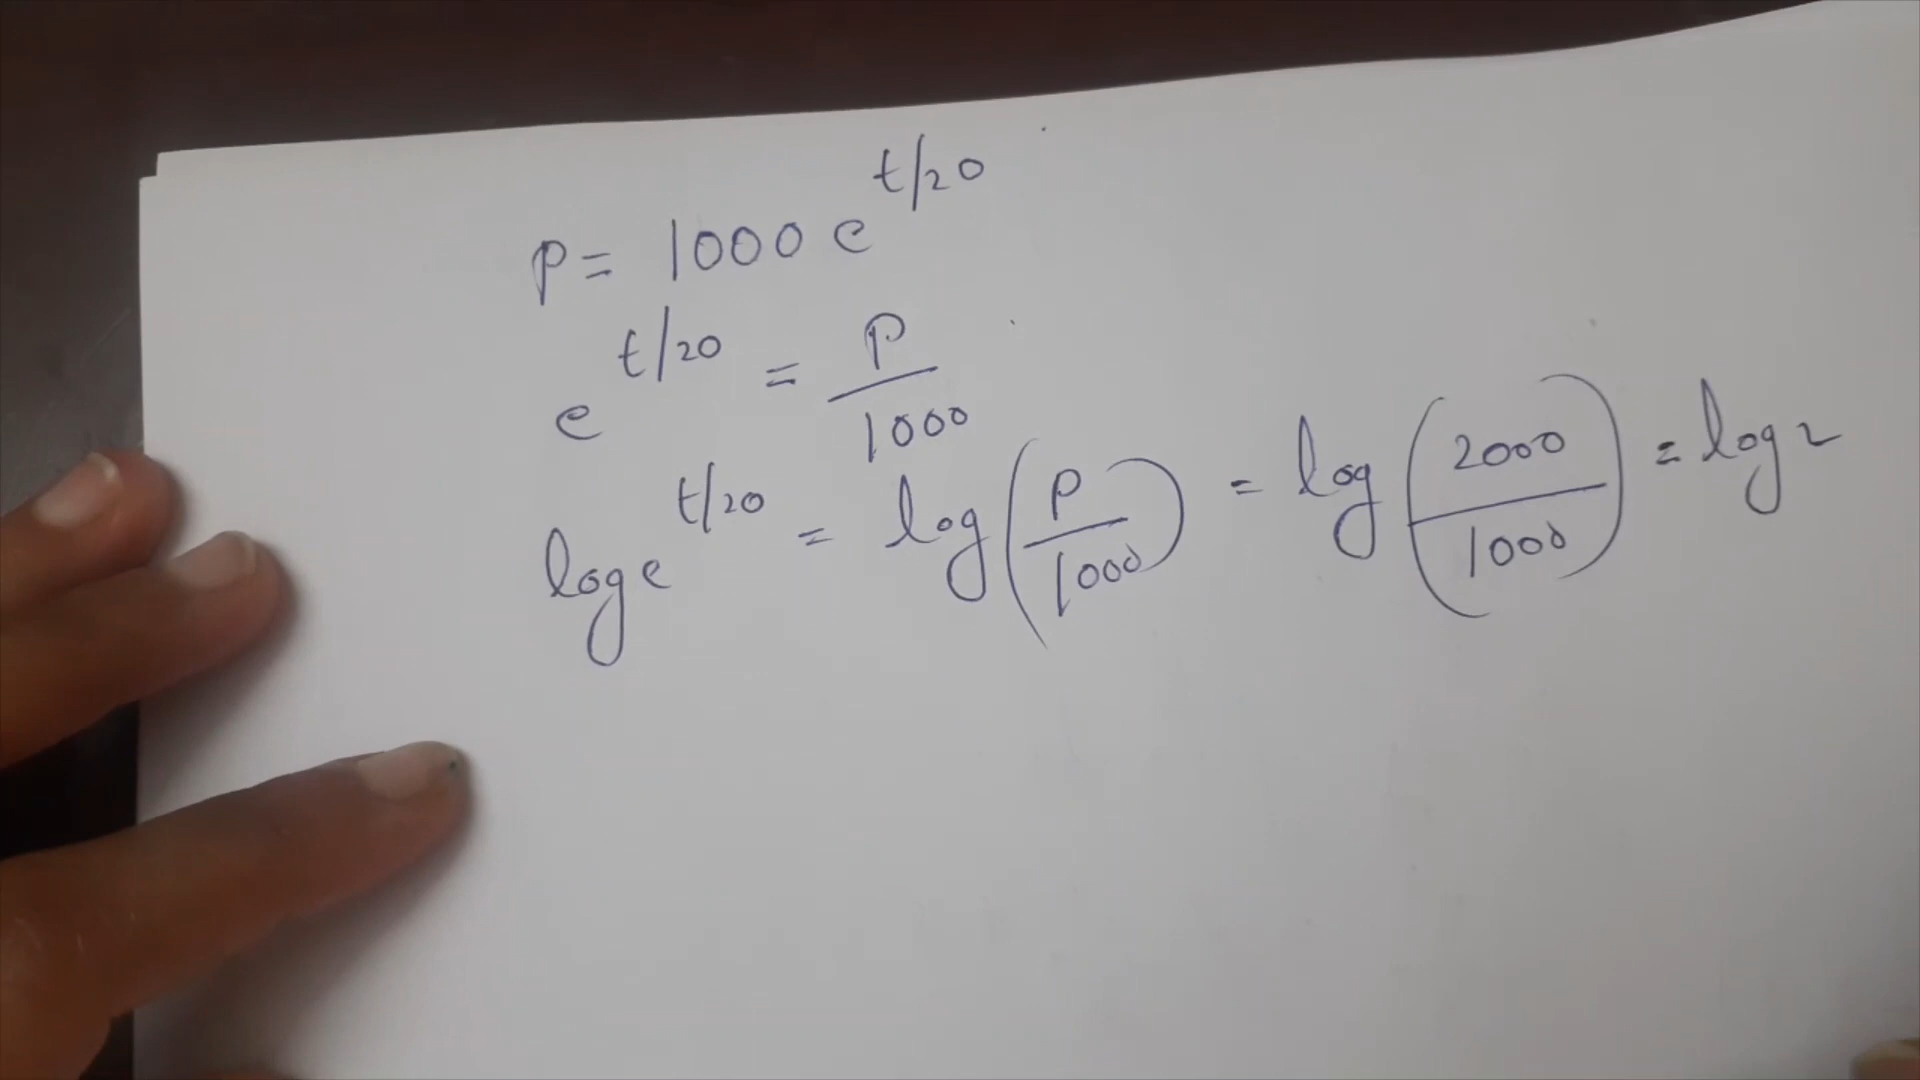 P = 1000 e^{t/20}
e^{t/20} = P/1000
log e^{t/20} = log(P/1000) = log(2000/1000) = log 2